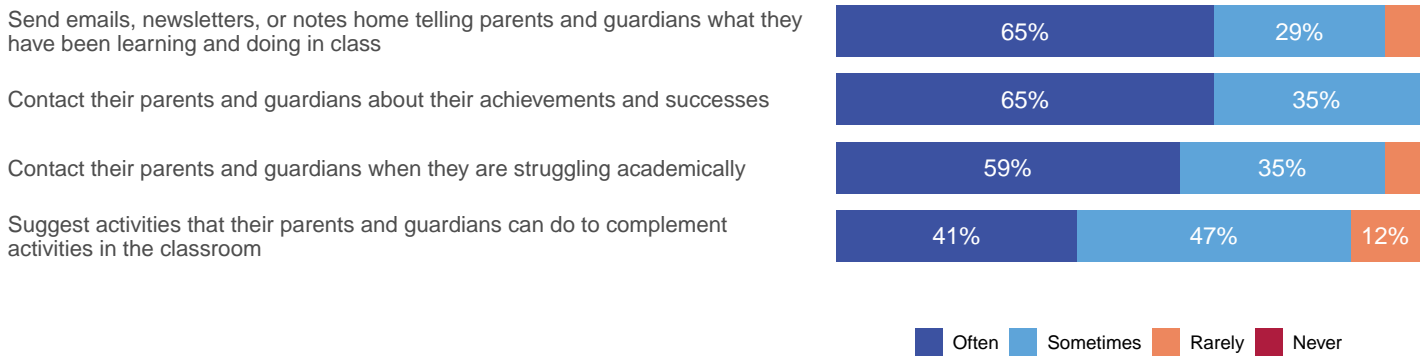 Send emails, newsletters, or notes home telling parents and guardians what they
have been learning and doing in class
65% 29%
Contact their parents and guardians about their achievements and successes
65% 35%
Contact their parents and guardians when they are struggling academically
59% 35%
Suggest activities that their parents and guardians can do to complement
activities in the classroom
41% 47% 12%
Often Sometimes Rarely Never